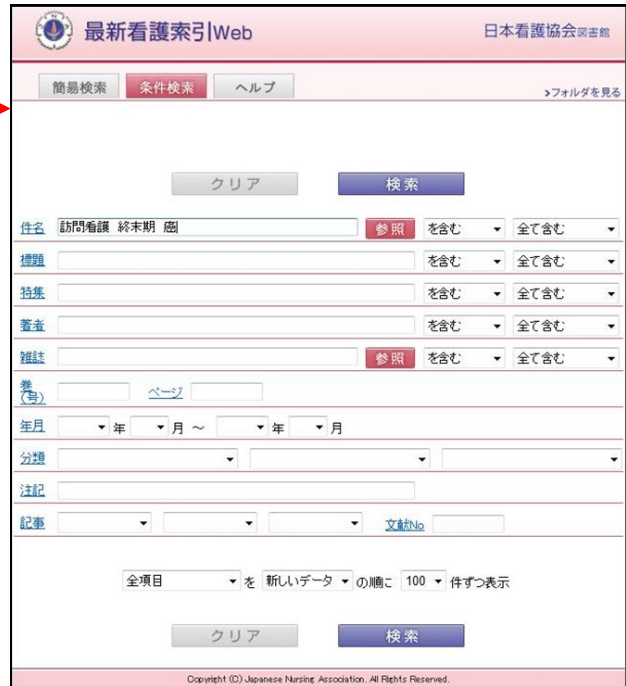 最新看護索引Web 日本看護協会図書館
簡易検索 条件検索 ヘルプ >フォルダを見る
クリア 検索
件名 訪問看護 終末期 癌 参照 を含む 全て含む
標題 を含む 全て含む
特集 を含む 全て含む
著者 を含む 全て含む
雑誌 参照 を含む 全て含む
巻(号) ページ
年月 年 月 ~ 年 月
分類
注記
記事 文献No
全項目 を 新しいデータ の順に 100 件ずつ表示
クリア 検索
Copyright (C) Japanese Nursing Association. All Rights Reserved.